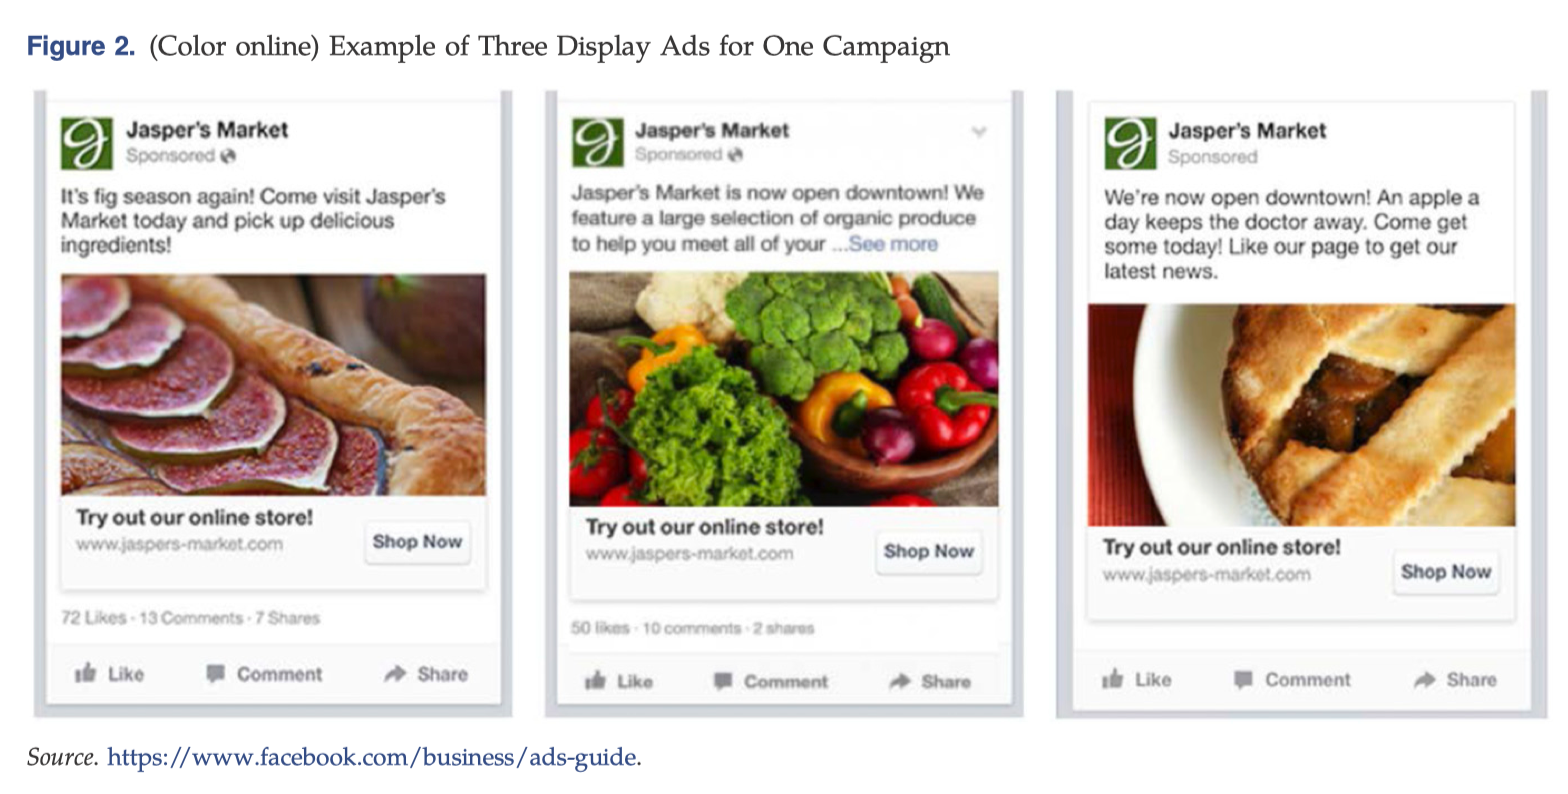 Figure 2. (Color online) Example of Three Display Ads for One Campaign
Jasper's Market
Sponsored
It's fig season again! Come visit Jasper's
Market today and pick up delicious
ingredients!
Try out our online store!
www.jaspers-market.com
Shop Now
72 Likes · 13 Comments · 7 Shares
Like Comment Share
Jasper's Market
Sponsored
Jasper's Market is now open downtown! We
feature a large selection of organic produce
to help you meet all of your ...See more
Try out our online store!
www.jaspers-market.com
Shop Now
50 likes · 10 comments · 2 shares
Like Comment Share
Jasper's Market
Sponsored
We're now open downtown! An apple a
day keeps the doctor away. Come get
some today! Like our page to get our
latest news.
Try out our online store!
www.jaspers-market.com
Shop Now
Like Comment Share
Source. https://www.facebook.com/business/ads-guide.